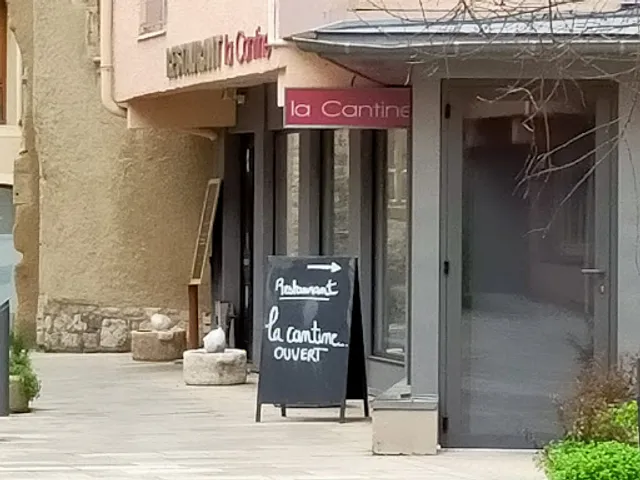 RESTAURANT la Cantine
la Cantine
Restaurant
la cantine...
OUVERT